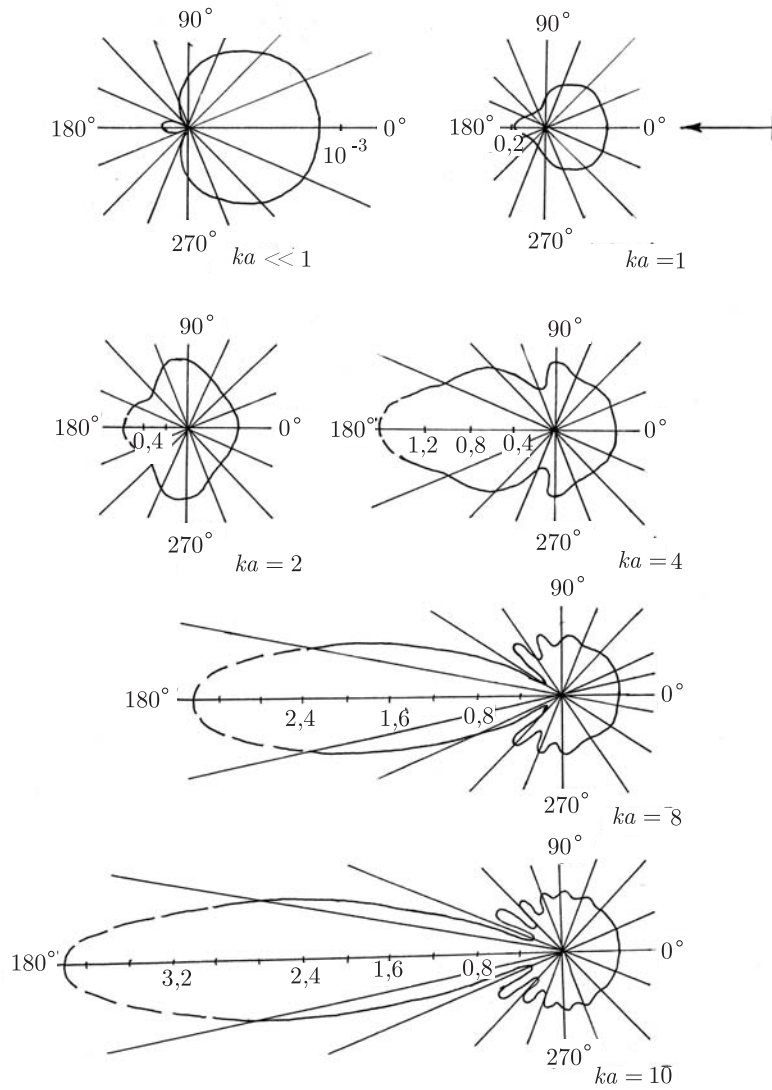 90° 90°
180° 0° 180° 0°
10⁻³ 0,2
270° 270°
ka << 1 ka = 1
90° 90°
180° 0° 180° 0°
0,4 1,2 0,8 0,4
270° 270°
ka = 2 ka = 4
90°
180° 0°
2,4 1,6 0,8
270°
ka = 8
90°
180° 0°
3,2 2,4 1,6 0,8
270°
ka = 10